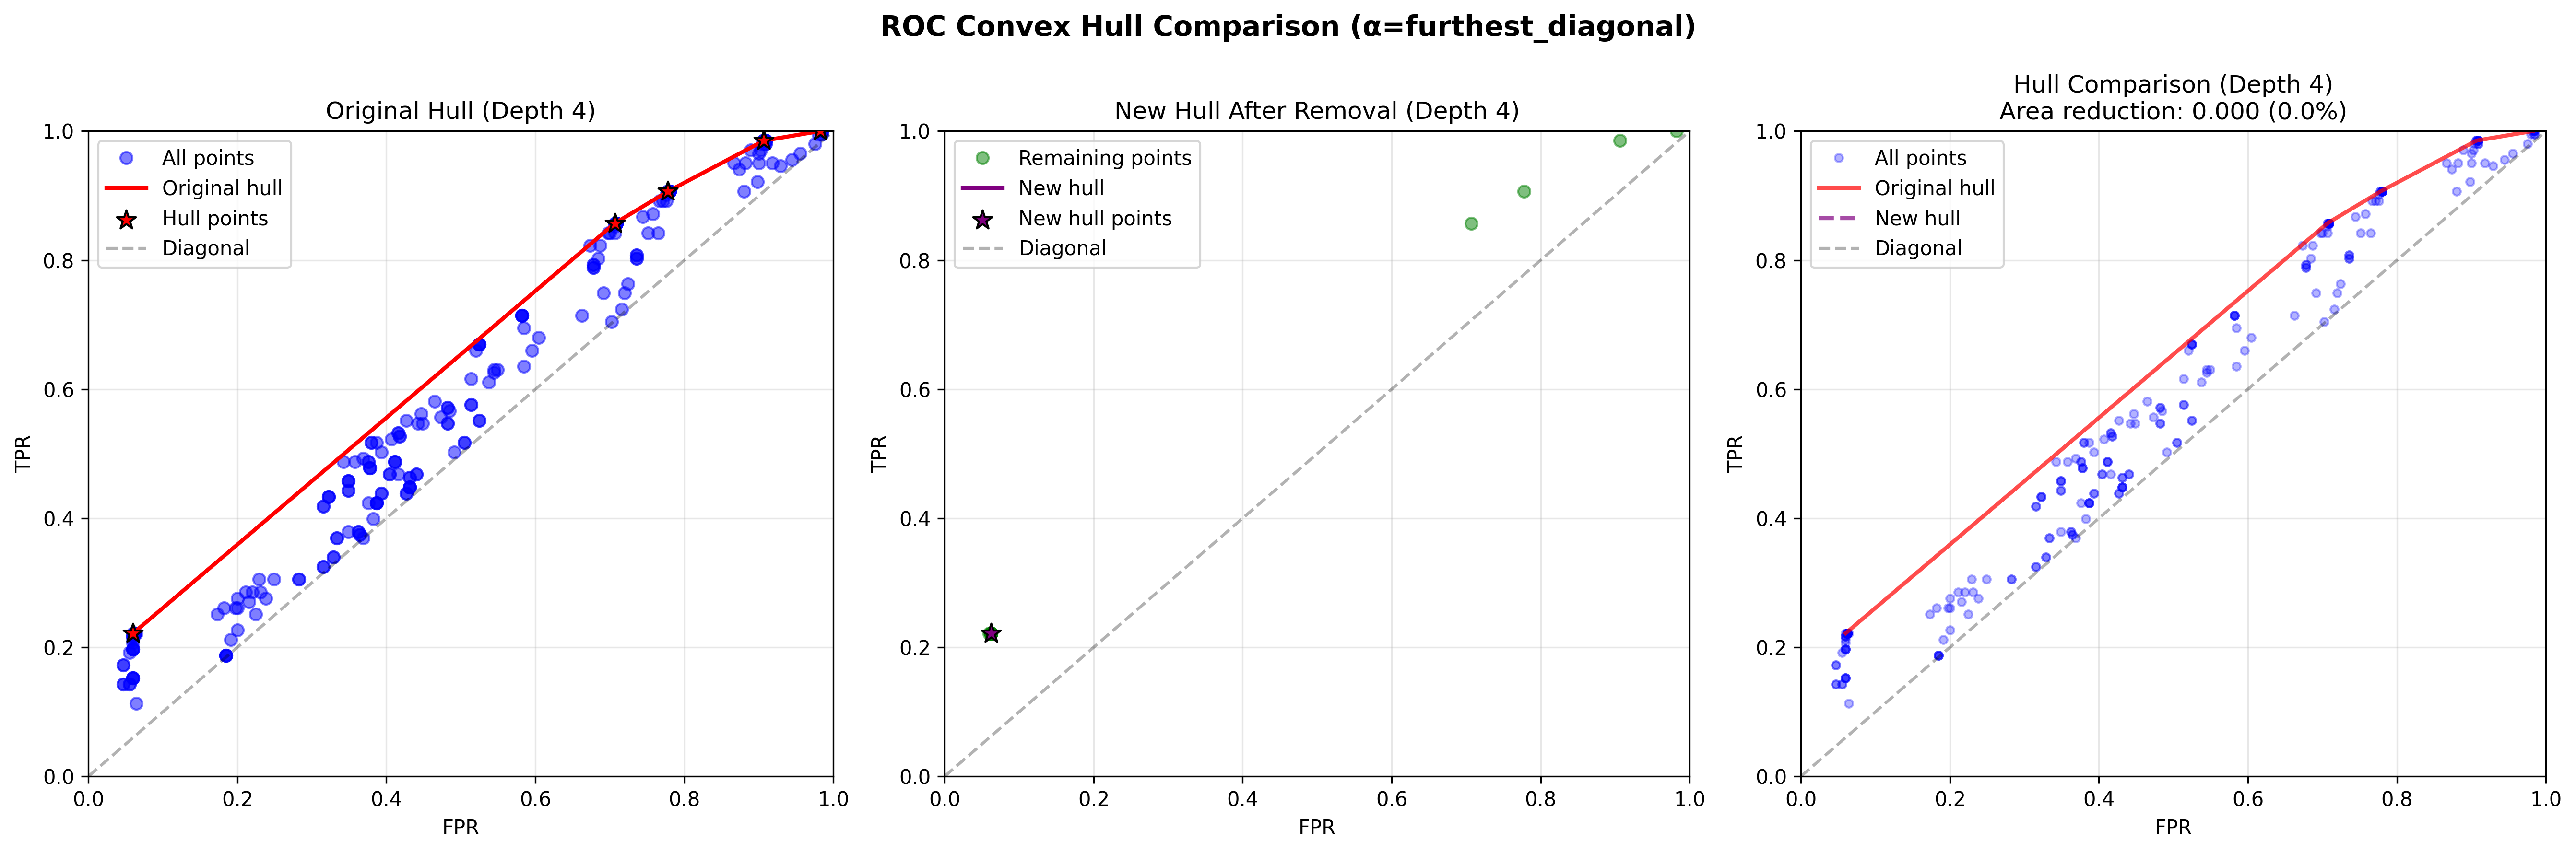 ROC Convex Hull Comparison (α=furthest_diagonal)
Original Hull (Depth 4)
1.0
0.8
0.6
0.4
0.2
0.0
TPR
All points
Original hull
Hull points
Diagonal
0.0 0.2 0.4 0.6 0.8 1.0
FPR
New Hull After Removal (Depth 4)
1.0
0.8
0.6
0.4
0.2
0.0
TPR
Remaining points
New hull
New hull points
Diagonal
0.0 0.2 0.4 0.6 0.8 1.0
FPR
Hull Comparison (Depth 4)
Area reduction: 0.000 (0.0%)
1.0
0.8
0.6
0.4
0.2
0.0
TPR
All points
Original hull
New hull
Diagonal
0.0 0.2 0.4 0.6 0.8 1.0
FPR